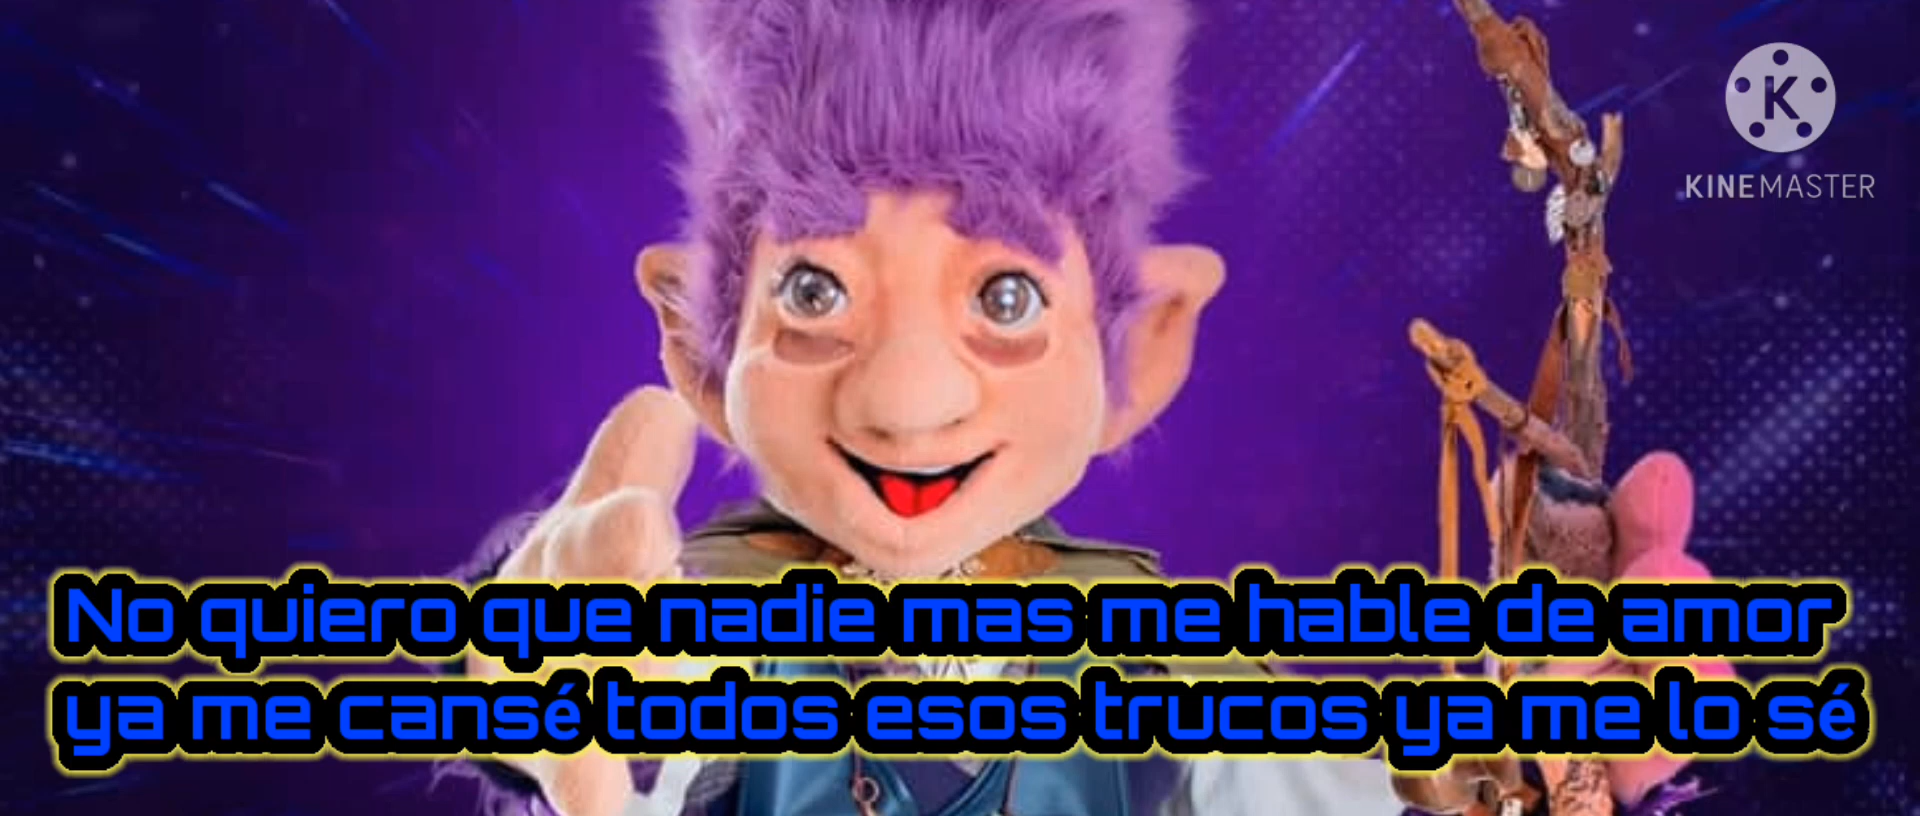 K
KINEMASTER
No quiero que nadie mas me hable de amor
ya me cansé todos esos trucos ya me lo sé